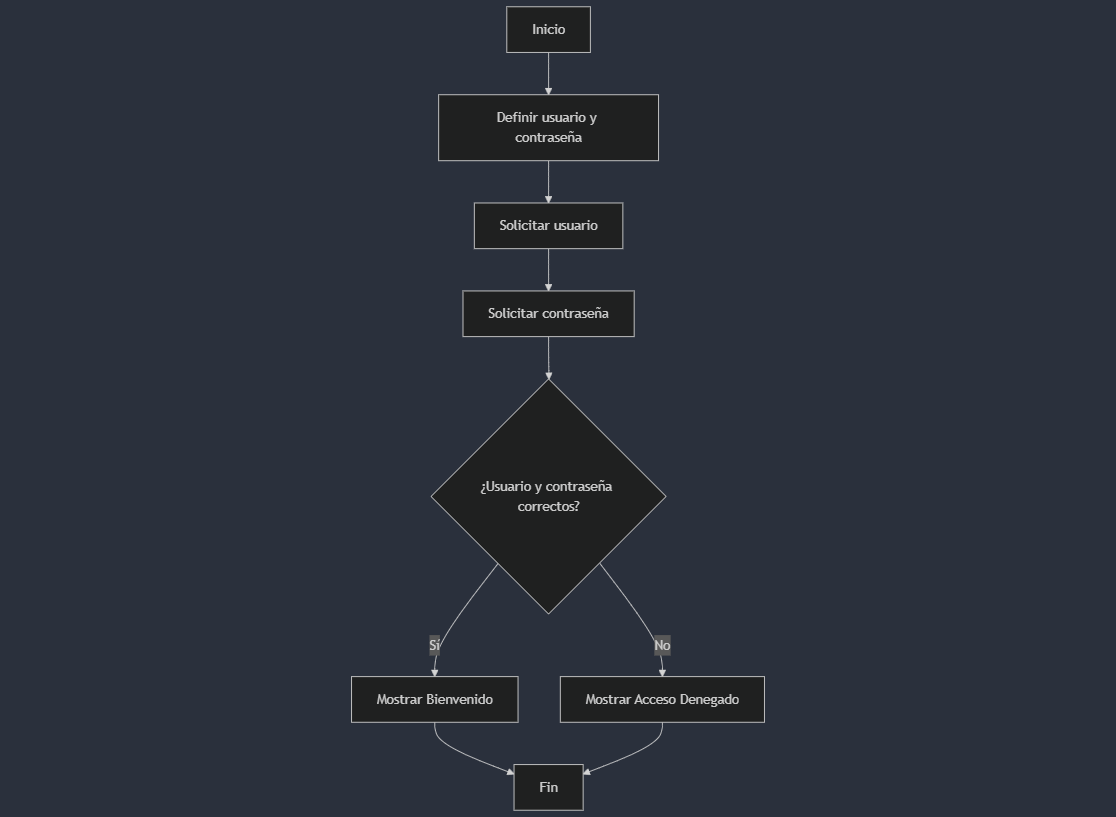 Inicio
Definir usuario y
contraseña
Solicitar usuario
Solicitar contraseña
¿Usuario y contraseña
correctos?
Sí
No
Mostrar Bienvenido
Mostrar Acceso Denegado
Fin